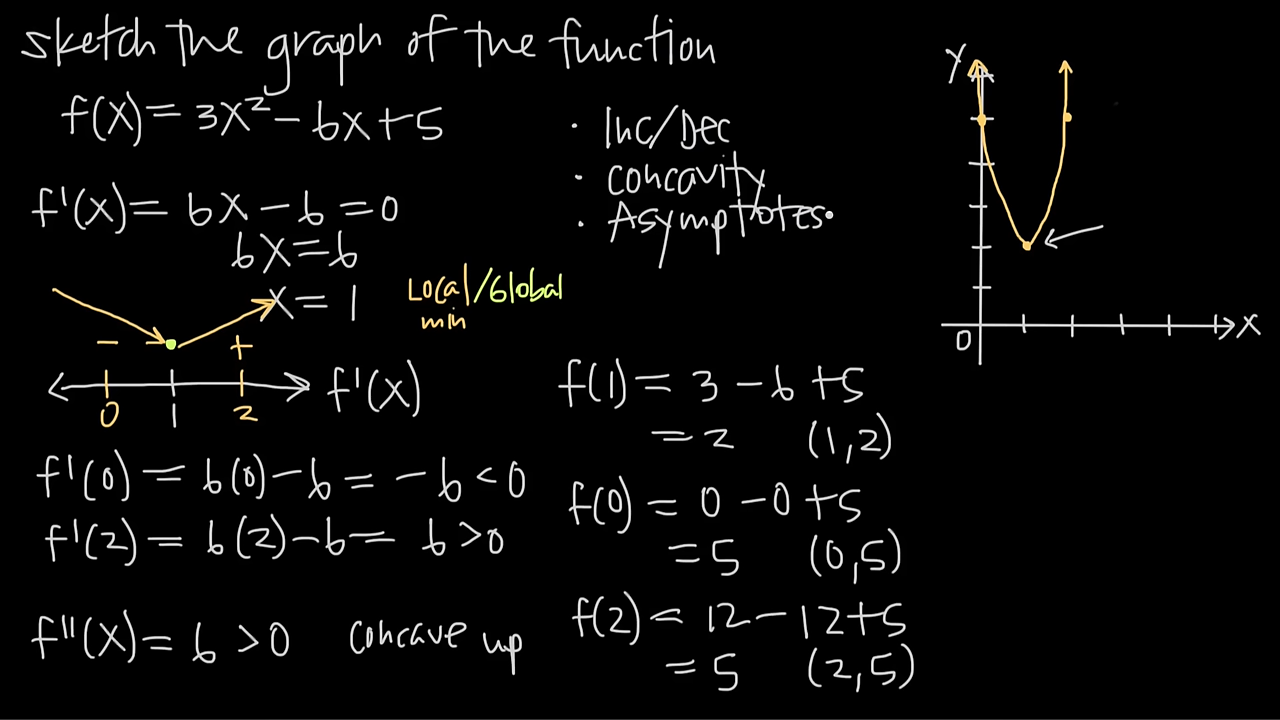 sketch the graph of the function
f(x) = 3x² - 6x + 5
f'(x) = 6x - 6 = 0
6x = 6
x = 1
- +
0 1 2 f'(x)
f'(0) = 6(0) - 6 = -6 < 0
f'(2) = 6(2) - 6 = 6 > 0
f''(x) = 6 > 0 concave up
· Inc/Dec
· concavity
· Asymptotes
Local/Global
min
f(1) = 3 - 6 + 5
= 2 (1,2)
f(0) = 0 - 0 + 5
= 5 (0,5)
f(2) = 12 - 12 + 5
= 5 (2,5)
y
0
x